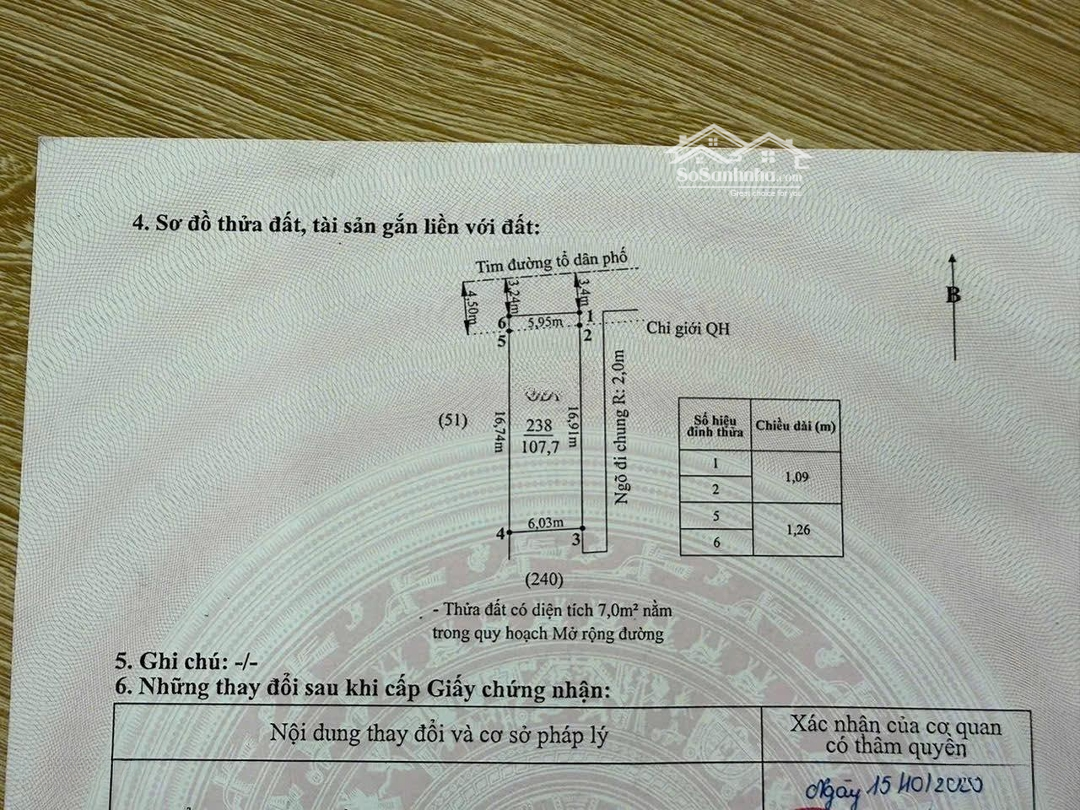 SoSanhnha.com
4. Sơ đồ thửa đất, tài sản gắn liền với đất:
Tim đường tổ dân phố
4,50m
3,24m
3,4m
B
6
5,95m
1
5
2
Chỉ giới QH
(51)
16,74m
238
107,7
16,91m
Ngõ đi chung R: 2,0m
Số hiệu đỉnh thửa
Chiều dài (m)
1
2
1,09
5
6
1,26
4
6,03m
3
(240)
- Thửa đất có diện tích 7,0m² nằm
trong quy hoạch Mở rộng đường
5. Ghi chú: -/-
6. Những thay đổi sau khi cấp Giấy chứng nhận:
Nội dung thay đổi và cơ sở pháp lý
Xác nhận của cơ quan
có thẩm quyền
Ngày 15/10/2020